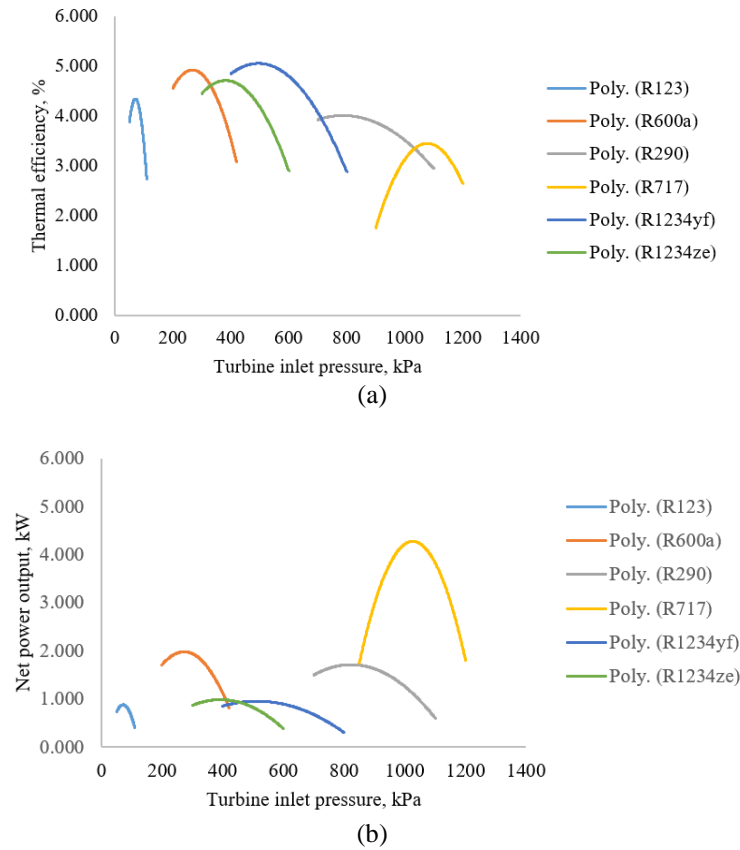 6.000
5.000
4.000
3.000
2.000
1.000
0.000
Thermal efficiency, %
0 200 400 600 800 1000 1200 1400
Turbine inlet pressure, kPa
Poly. (R123)
Poly. (R600a)
Poly. (R290)
Poly. (R717)
Poly. (R1234yf)
Poly. (R1234ze)
(a)
6.000
5.000
4.000
3.000
2.000
1.000
0.000
Net power output, kW
0 200 400 600 800 1000 1200 1400
Turbine inlet pressure, kPa
Poly. (R123)
Poly. (R600a)
Poly. (R290)
Poly. (R717)
Poly. (R1234yf)
Poly. (R1234ze)
(b)